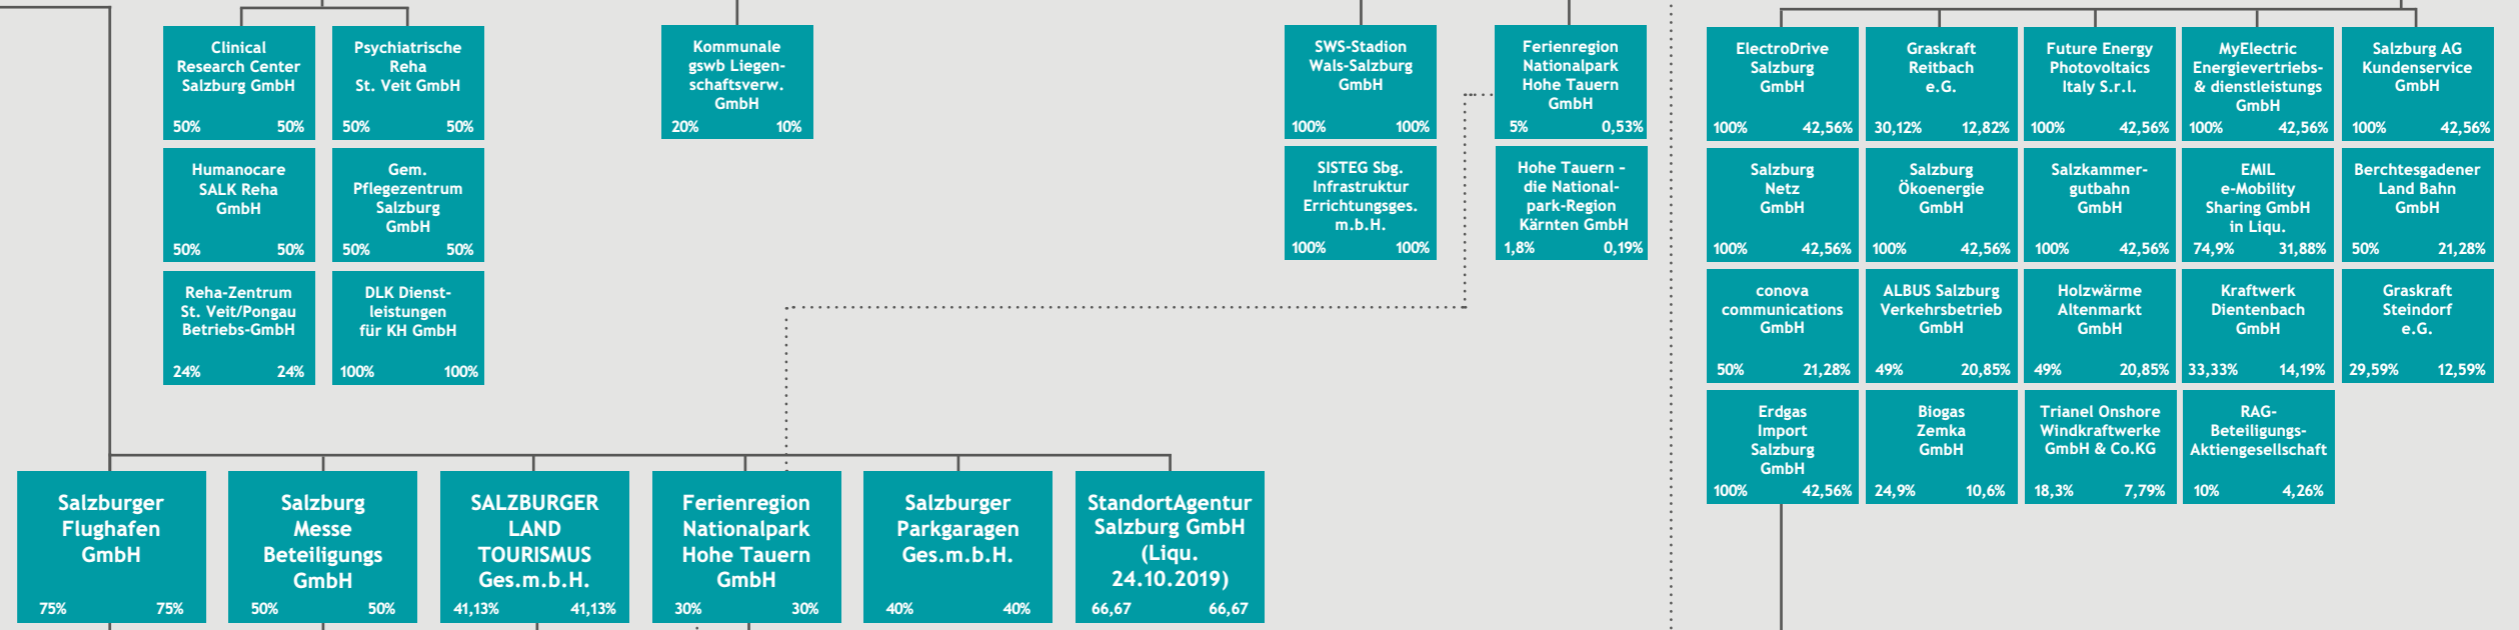 Clinical
Research Center
Salzburg GmbH
50% 50%
Psychiatrische
Reha
St. Veit GmbH
50% 50%
Kommunale
gswb Liegen-
schaftsverw.
GmbH
20% 10%
SWS-Stadion
Wals-Salzburg
GmbH
100% 100%
Ferienregion
Nationalpark
Hohe Tauern
GmbH
5% 0,53%
ElectroDrive
Salzburg
GmbH
100% 42,56%
Graskraft
Reitbach
e.G.
30,12% 12,82%
Future Energy
Photovoltaics
Italy S.r.l.
100% 42,56%
MyElectric
Energievertriebs-
& dienstleistungs
GmbH
100% 42,56%
Salzburg AG
Kundenservice
GmbH
100% 42,56%
Humanocare
SALK Reha
GmbH
50% 50%
Gem.
Pflegezentrum
Salzburg
GmbH
50% 50%
SISTEG Sbg.
Infrastruktur
Errichtungsges.
m.b.H.
100% 100%
Hohe Tauern –
die National-
park-Region
Kärnten GmbH
1,8% 0,19%
Salzburg
Netz
GmbH
100% 42,56%
Salzburg
Ökoenergie
GmbH
100% 42,56%
Salzkammer-
gutbahn
GmbH
100% 42,56%
EMIL
e-Mobility
Sharing GmbH
in Liqu.
74,9% 31,88%
Berchtesgadener
Land Bahn
GmbH
50% 21,28%
Reha-Zentrum
St. Veit/Pongau
Betriebs-GmbH
24% 24%
DLK Dienst-
leistungen
für KH GmbH
100% 100%
conova
communications
GmbH
50% 21,28%
ALBUS Salzburg
Verkehrsbetrieb
GmbH
49% 20,85%
Holzwärme
Altenmarkt
GmbH
49% 20,85%
Kraftwerk
Dientenbach
GmbH
33,33% 14,19%
Graskraft
Steindorf
e.G.
29,59% 12,59%
Erdgas
Import
Salzburg
GmbH
100% 42,56%
Biogas
Zemka
GmbH
24,9% 10,6%
Trianel Onshore
Windkraftwerke
GmbH & Co.KG
18,3% 7,79%
RAG-
Beteiligungs-
Aktiengesellschaft
10% 4,26%
Salzburger
Flughafen
GmbH
75% 75%
Salzburg
Messe
Beteiligungs
GmbH
50% 50%
SALZBURGER
LAND
TOURISMUS
Ges.m.b.H.
41,13% 41,13%
Ferienregion
Nationalpark
Hohe Tauern
GmbH
30% 30%
Salzburger
Parkgaragen
Ges.m.b.H.
40% 40%
StandortAgentur
Salzburg GmbH
(Liqu.
24.10.2019)
66,67 66,67